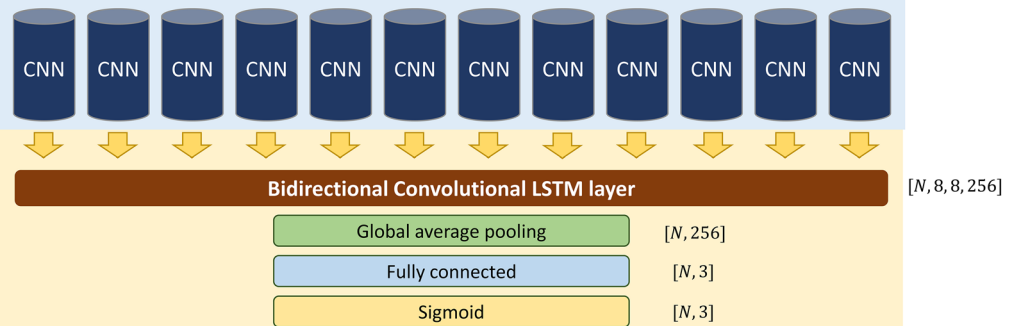 CNN CNN CNN CNN CNN CNN CNN CNN CNN CNN CNN CNN
Bidirectional Convolutional LSTM layer [N, 8, 8, 256]
Global average pooling [N, 256]
Fully connected [N, 3]
Sigmoid [N, 3]